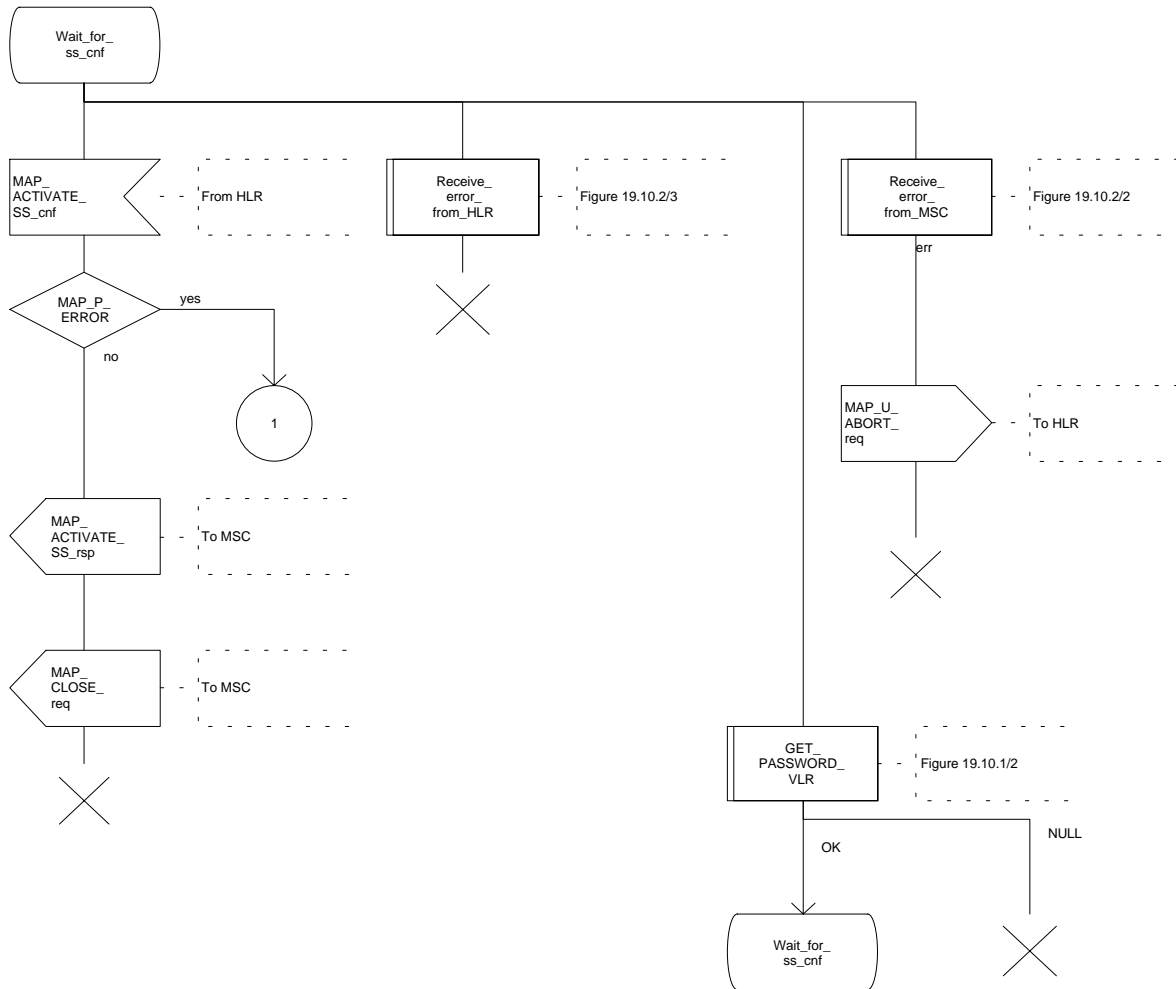 Wait_for_
ss_cnf
MAP_
ACTIVATE_
SS_cnf
From HLR
Receive_
error_
from_HLR
Figure 19.10.2/3
Receive_
error_
from_MSC
Figure 19.10.2/2
err
MAP_P_
ERROR
yes
no
1
MAP_U_
ABORT_
req
To HLR
MAP_
ACTIVATE_
SS_rsp
To MSC
MAP_
CLOSE_
req
To MSC
GET_
PASSWORD_
VLR
Figure 19.10.1/2
OK
NULL
Wait_for_
ss_cnf